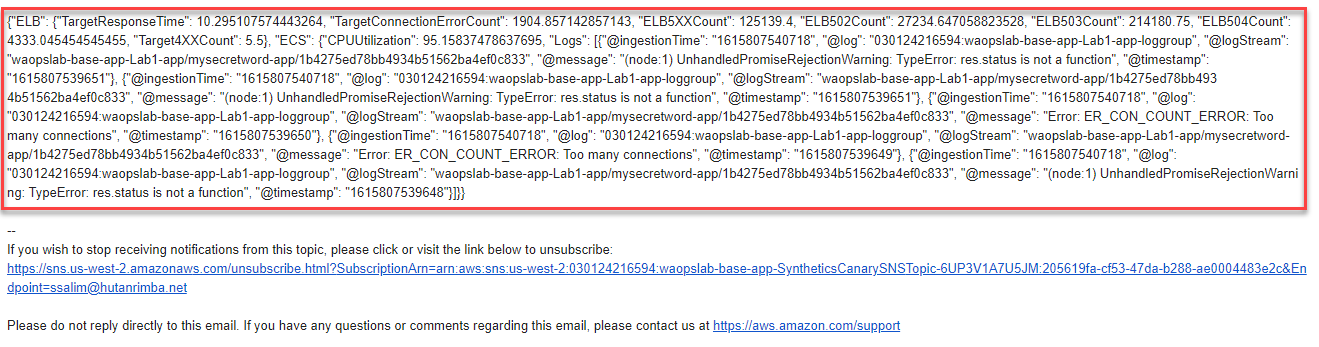 {"ELB": {"TargetResponseTime": 10.295107574443264, "TargetConnectionErrorCount": 1904.857142857143, "ELB5XXCount": 125139.4, "ELB502Count": 27234.647058823528, "ELB503Count": 214180.75, "ELB504Count":
4333.045454545455, "Target4XXCount": 5.5}, "ECS": {"CPUUtilization": 95.15837478637695, "Logs": [{"@ingestionTime": "1615807540718", "@log": "030124216594:waopslab-base-app-Lab1-app-loggroup", "@logStream":
"waopslab-base-app-Lab1-app/mysecretword-app/1b4275ed78bb4934b51562ba4ef0c833", "@message": "(node:1) UnhandledPromiseRejectionWarning: TypeError: res.status is not a function", "@timestamp":
"1615807539651"}, {"@ingestionTime": "1615807540718", "@log": "030124216594:waopslab-base-app-Lab1-app-loggroup", "@logStream": "waopslab-base-app-Lab1-app/mysecretword-app/1b4275ed78bb493
4b51562ba4ef0c833", "@message": "(node:1) UnhandledPromiseRejectionWarning: TypeError: res.status is not a function", "@timestamp": "1615807539651"}, {"@ingestionTime": "1615807540718", "@log":
"030124216594:waopslab-base-app-Lab1-app-loggroup", "@logStream": "waopslab-base-app-Lab1-app/mysecretword-app/1b4275ed78bb4934b51562ba4ef0c833", "@message": "Error: ER_CON_COUNT_ERROR: Too
many connections", "@timestamp": "1615807539650"}, {"@ingestionTime": "1615807540718", "@log": "030124216594:waopslab-base-app-Lab1-app-loggroup", "@logStream": "waopslab-base-app-Lab1-app/mysecretword-
app/1b4275ed78bb4934b51562ba4ef0c833", "@message": "Error: ER_CON_COUNT_ERROR: Too many connections", "@timestamp": "1615807539649"}, {"@ingestionTime": "1615807540718", "@log":
"030124216594:waopslab-base-app-Lab1-app-loggroup", "@logStream": "waopslab-base-app-Lab1-app/mysecretword-app/1b4275ed78bb4934b51562ba4ef0c833", "@message": "(node:1) UnhandledPromiseRejectionWarni
ng: TypeError: res.status is not a function", "@timestamp": "1615807539648"}]}}
--
If you wish to stop receiving notifications from this topic, please click or visit the link below to unsubscribe:
https://sns.us-west-2.amazonaws.com/unsubscribe.html?SubscriptionArn=arn:aws:sns:us-west-2:030124216594:waopslab-base-app-SyntheticsCanarySNSTopic-6UP3V1A7U5JM:205619fa-cf53-47da-b288-ae0004483e2c&En
dpoint=ssalim@hutanrimba.net
Please do not reply directly to this email. If you have any questions or comments regarding this email, please contact us at https://aws.amazon.com/support